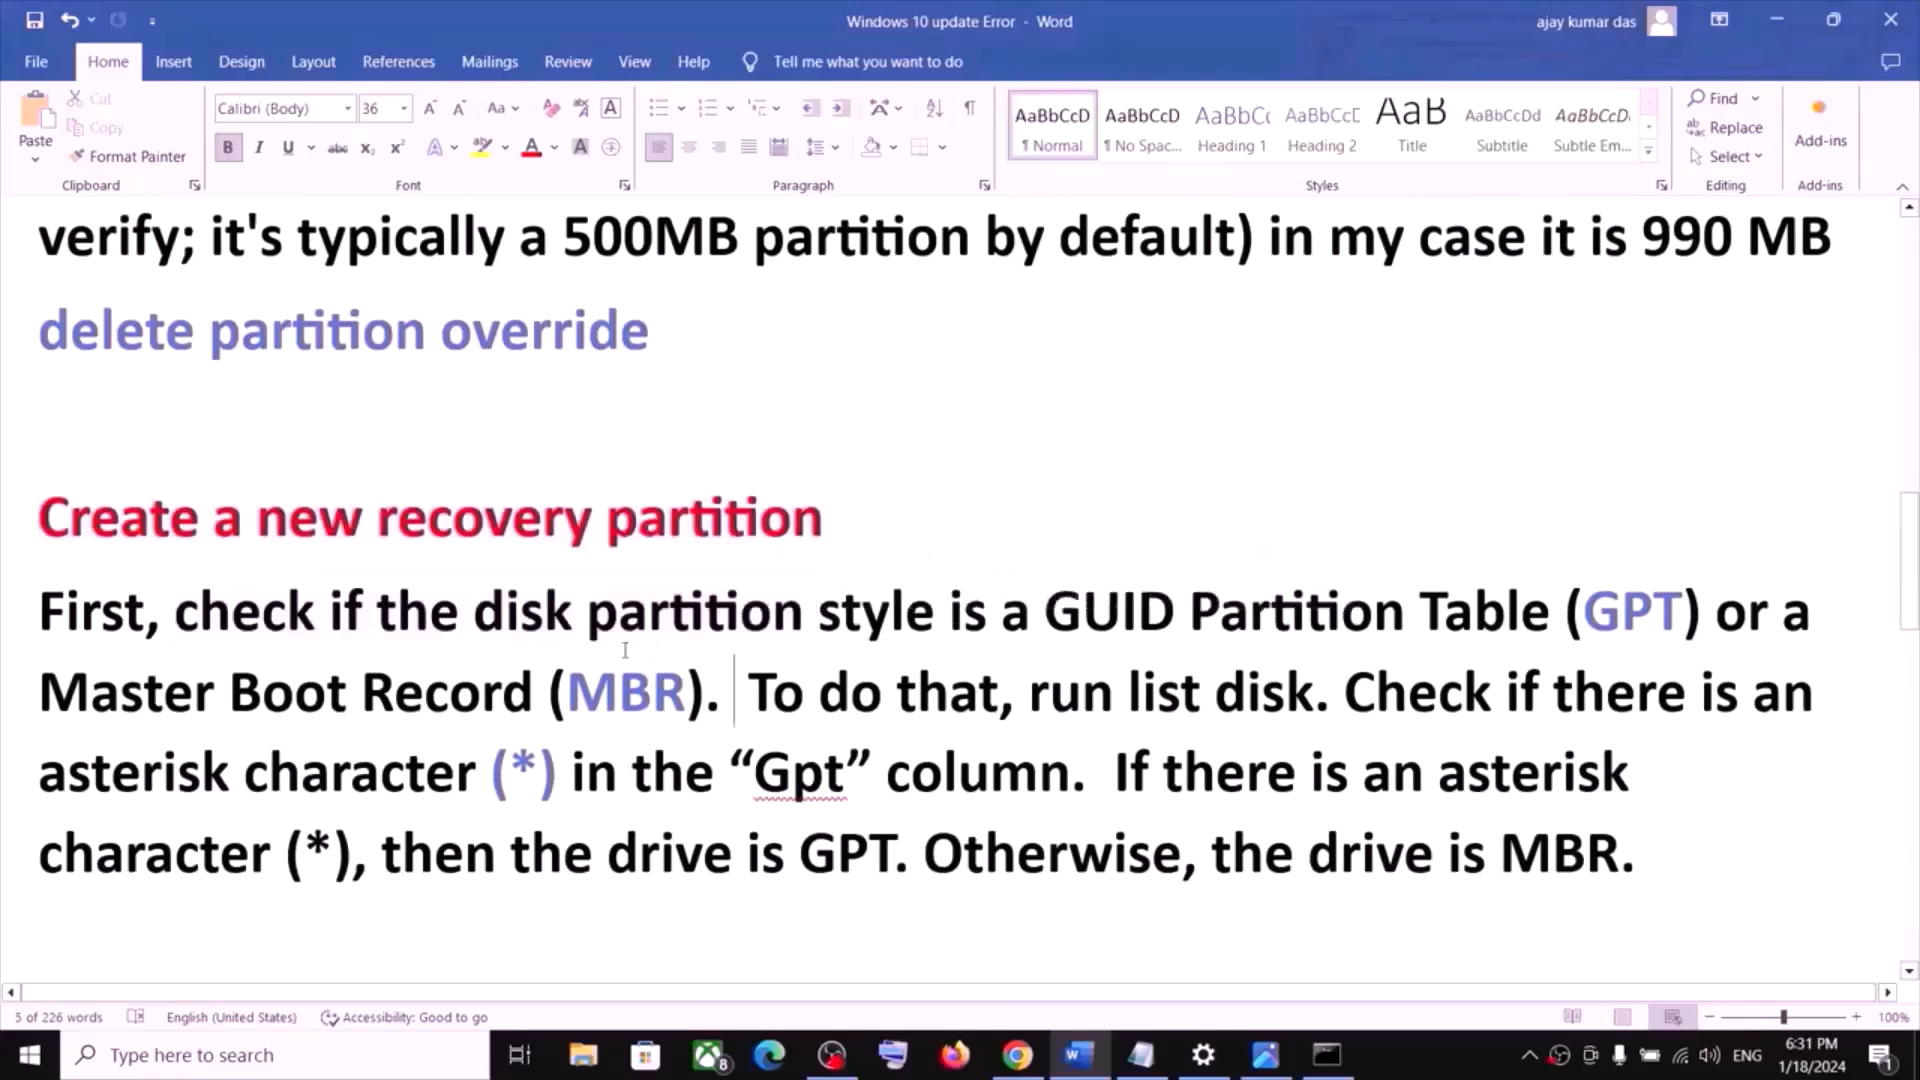 Windows 10 update Error - Word
ajay kumar das
File Home Insert Design Layout References Mailings Review View Help Tell me what you want to do
Paste
Cut
Copy
Format Painter
Clipboard
Calibri (Body) 36
Font
Paragraph
AaBbCcD AaBbCcD AaBbC AaBbCcE AaB AaBbCcDd AaBbCcD
¶ Normal ¶ No Spac... Heading 1 Heading 2 Title Subtitle Subtle Em...
Styles
Find
Replace
Select
Editing
Add-ins
Add-ins
verify; it's typically a 500MB partition by default) in my case it is 990 MB
delete partition override
Create a new recovery partition
First, check if the disk partition style is a GUID Partition Table (GPT) or a
Master Boot Record (MBR). To do that, run list disk. Check if there is an
asterisk character (*) in the “Gpt” column. If there is an asterisk
character (*), then the drive is GPT. Otherwise, the drive is MBR.
5 of 226 words English (United States) Accessibility: Good to go 100%
Type here to search
8
ENG
6:31 PM
1/18/2024
1